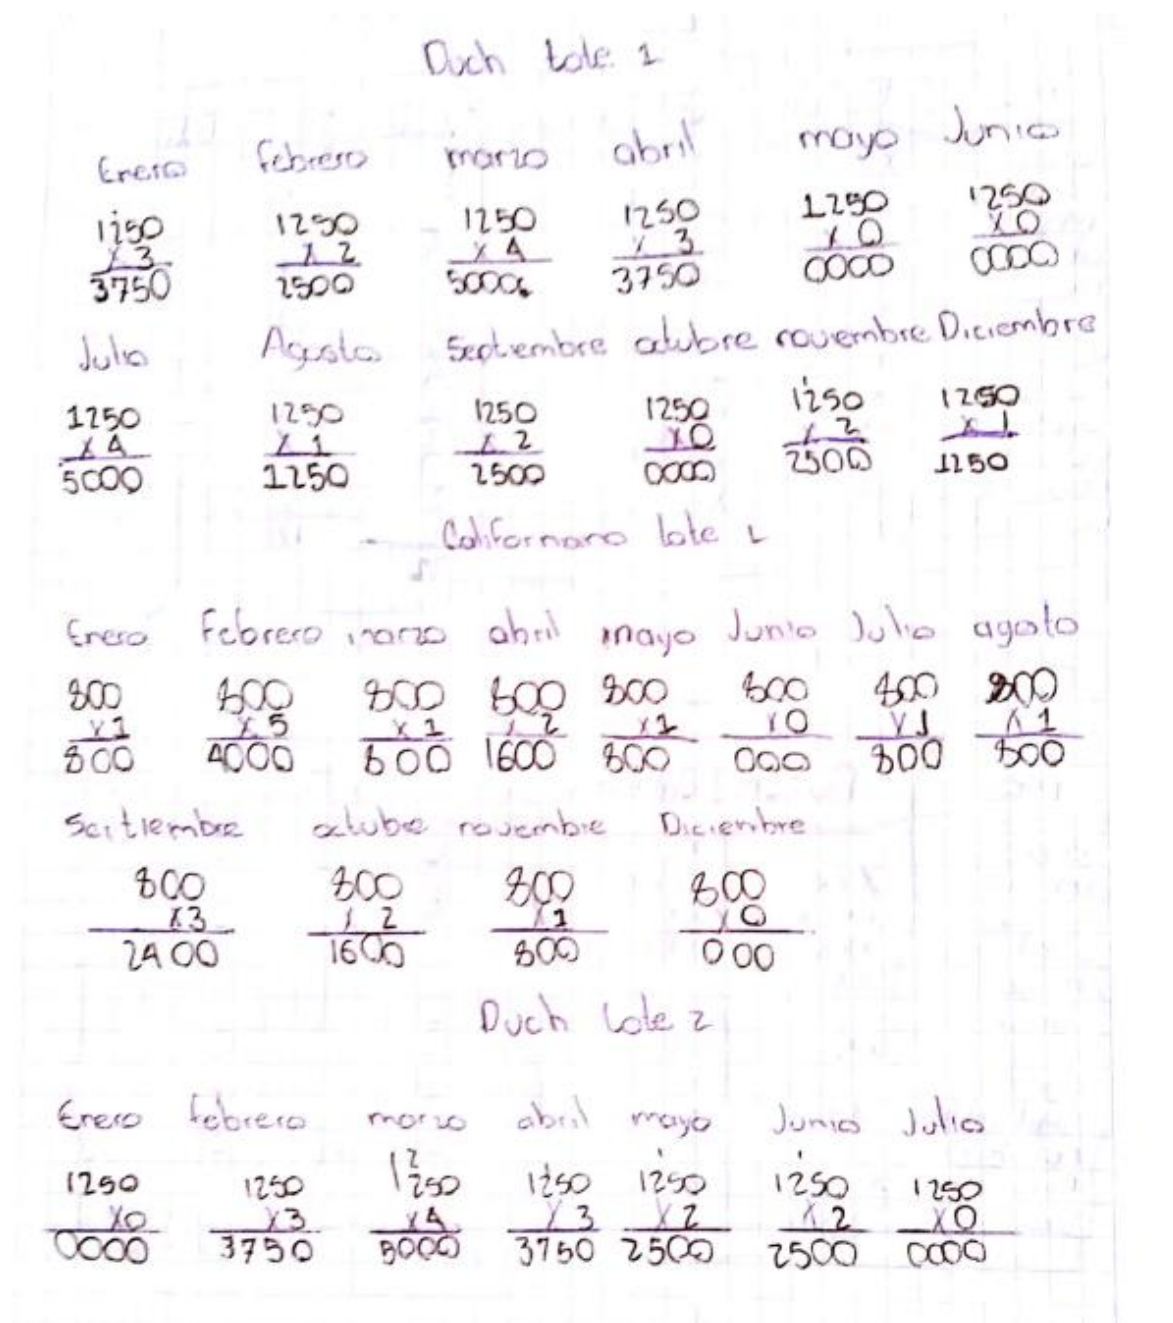 Duch lote 1
Enero febrero marzo abril mayo Junio
1250 1250 1250 1250 1250 1250
x 3 x 2 x 4 x 3 x 0 x 0
3750 2500 5000 3750 0000 0000
Julio Agosto Septiembre octubre novembre Diciembre
1250 1250 1250 1250 1250 1250
x 4 x 1 x 2 x 0 x 2 x 1
5000 1250 2500 0000 2500 1250
Californano lote 1
Enero Febrero marzo abril mayo Junio Julio agosto
800 800 800 800 800 800 800 800
x 1 x 5 x 1 x 2 x 1 x 0 x 1 x 1
800 4000 800 1600 800 000 800 800
Septiembre octubre novembre Diciembre
800 800 800 800
x 3 x 2 x 1 x 0
2400 1600 800 000
Duch Lote 2
Enero febrero marzo abril mayo Junio Julio
1250 1250 1250 1250 1250 1250 1250
x 0 x 3 x 4 x 3 x 2 x 2 x 0
0000 3750 5000 3750 2500 2500 0000